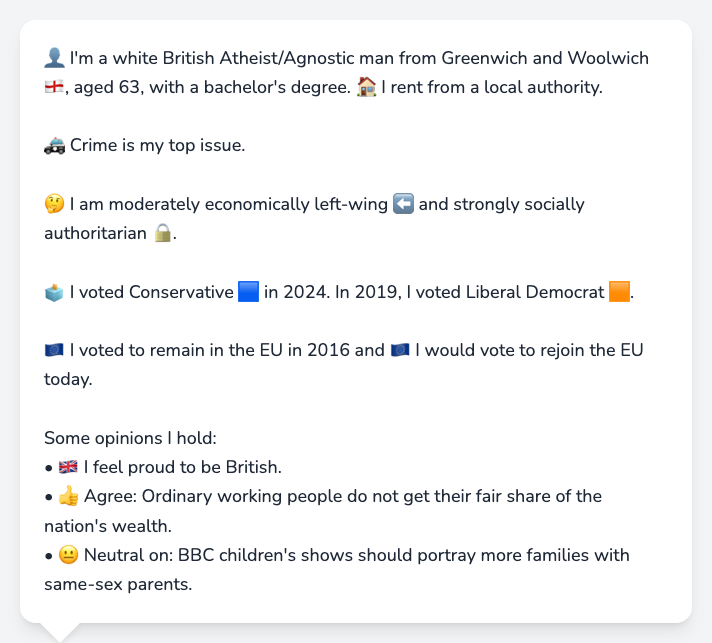 👤 I'm a white British Atheist/Agnostic man from Greenwich and Woolwich
🏴󠁧󠁢󠁥󠁮󠁧󠁿, aged 63, with a bachelor's degree. 🏠 I rent from a local authority.
🚓 Crime is my top issue.
🤔 I am moderately economically left-wing ⬅️ and strongly socially
authoritarian 🔒.
🗳️ I voted Conservative 🟦 in 2024. In 2019, I voted Liberal Democrat 🟧.
🇪🇺 I voted to remain in the EU in 2016 and 🇪🇺 I would vote to rejoin the EU
today.
Some opinions I hold:
• 🇬🇧 I feel proud to be British.
• 👍 Agree: Ordinary working people do not get their fair share of the
nation's wealth.
• 😐 Neutral on: BBC children's shows should portray more families with
same-sex parents.